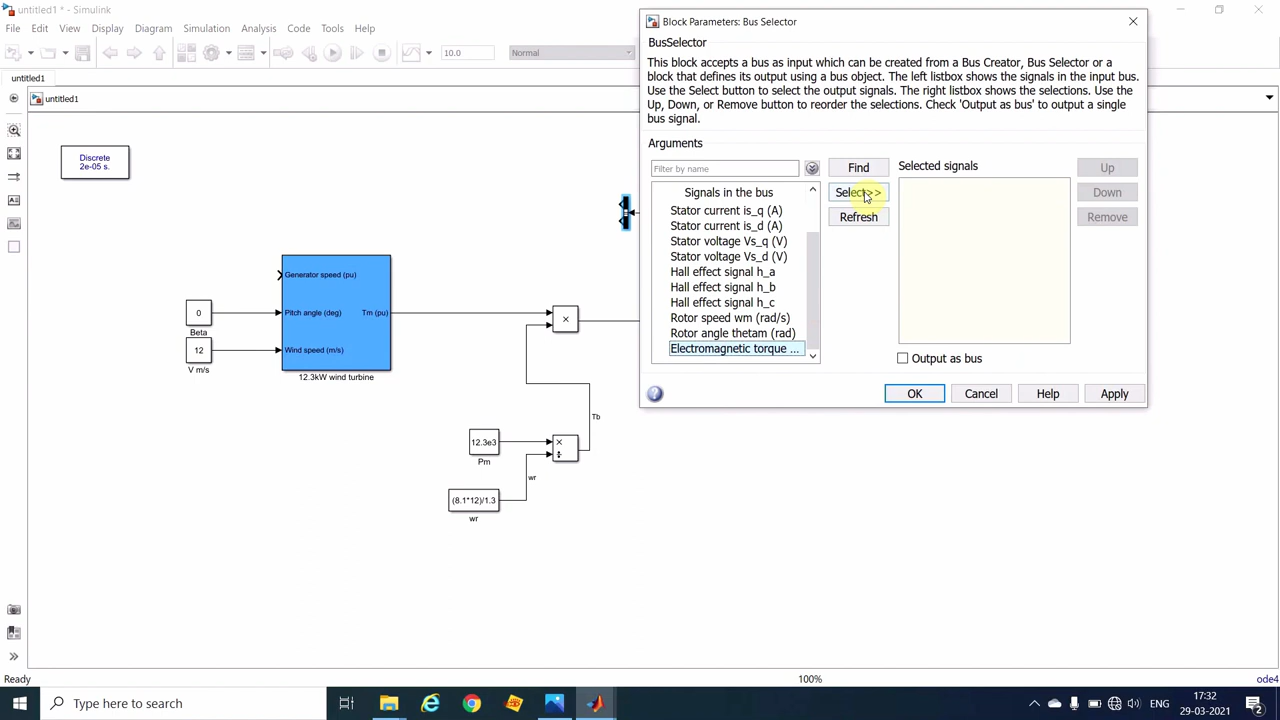 untitled1 * - Simulink
File Edit View Display Diagram Simulation Analysis Code Tools Help
10.0
Normal
untitled1
untitled1
Discrete
2e-05 s.
Generator speed (pu)
Pitch angle (deg)
Tm (pu)
Wind speed (m/s)
12.3kW wind turbine
0
Beta
12
V m/s
×
Tb
12.3e3
Pm
×
÷
wr
(8.1*12)/1.3
wr
Block Parameters: Bus Selector
BusSelector
This block accepts a bus as input which can be created from a Bus Creator, Bus Selector or a
block that defines its output using a bus object. The left listbox shows the signals in the input bus.
Use the Select button to select the output signals. The right listbox shows the selections. Use the
Up, Down, or Remove button to reorder the selections. Check 'Output as bus' to output a single
bus signal.
Arguments
Filter by name
Find
Selected signals
Up
Signals in the bus
Select>>
Down
Refresh
Remove
Stator current is_q (A)
Stator current is_d (A)
Stator voltage Vs_q (V)
Stator voltage Vs_d (V)
Hall effect signal h_a
Hall effect signal h_b
Hall effect signal h_c
Rotor speed wm (rad/s)
Rotor angle thetam (rad)
Electromagnetic torque ...
Output as bus
OK
Cancel
Help
Apply
Ready
100%
ode4
Type here to search
ENG
17:32
29-03-2021
2